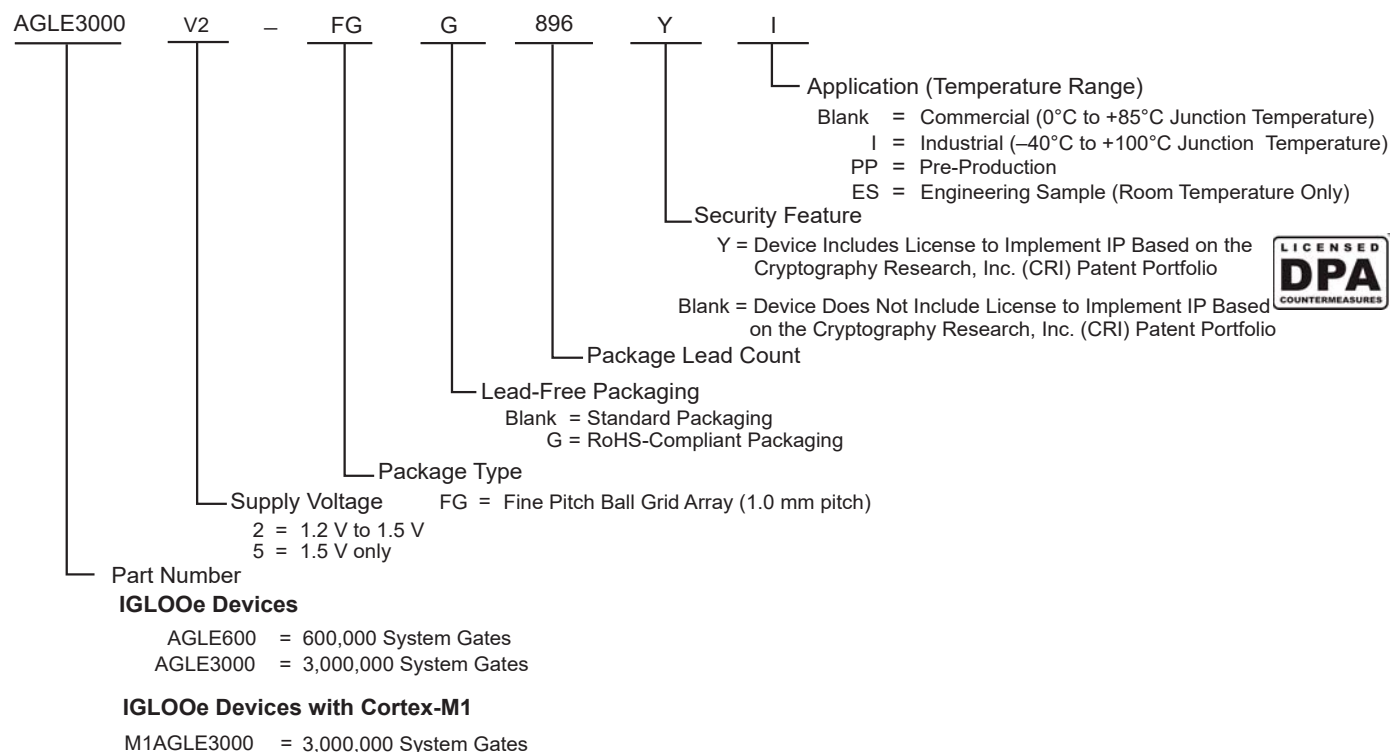 AGLE3000 V2 – FG G 896 Y I
Application (Temperature Range)
Blank = Commercial (0°C to +85°C Junction Temperature)
I = Industrial (–40°C to +100°C Junction Temperature)
PP = Pre-Production
ES = Engineering Sample (Room Temperature Only)
Security Feature
Y = Device Includes License to Implement IP Based on the
Cryptography Research, Inc. (CRI) Patent Portfolio
LICENSED
DPA
COUNTERMEASURES
Blank = Device Does Not Include License to Implement IP Based
on the Cryptography Research, Inc. (CRI) Patent Portfolio
Package Lead Count
Lead-Free Packaging
Blank = Standard Packaging
G = RoHS-Compliant Packaging
Package Type
FG = Fine Pitch Ball Grid Array (1.0 mm pitch)
Supply Voltage
2 = 1.2 V to 1.5 V
5 = 1.5 V only
Part Number
IGLOOe Devices
AGLE600 = 600,000 System Gates
AGLE3000 = 3,000,000 System Gates
IGLOOe Devices with Cortex-M1
M1AGLE3000 = 3,000,000 System Gates